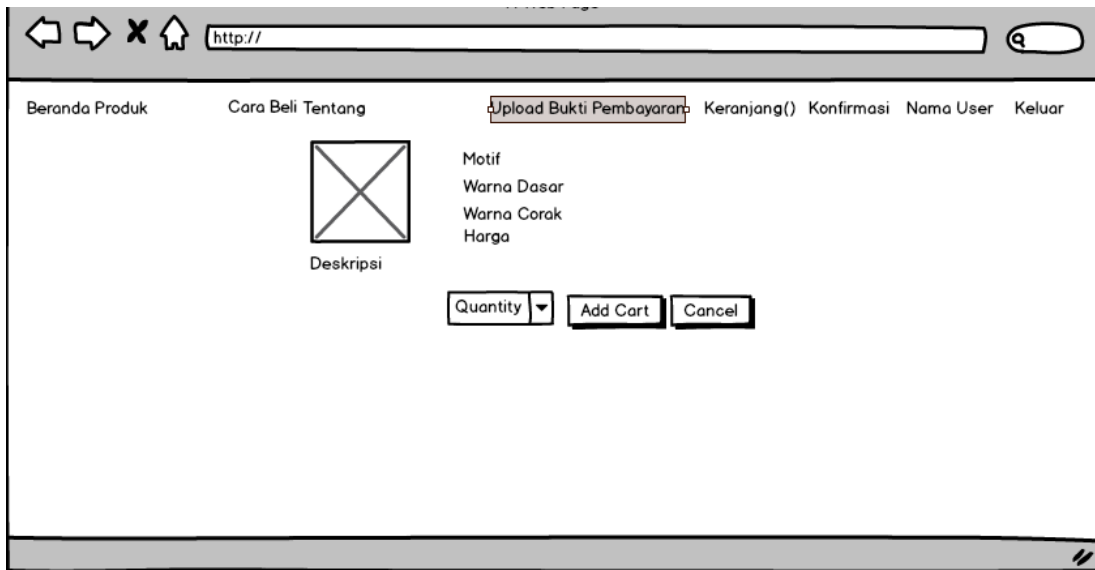 http://
Beranda Produk Cara Beli Tentang Upload Bukti Pembayaran Keranjang() Konfirmasi Nama User Keluar
Motif
Warna Dasar
Warna Corak
Harga
Deskripsi
Quantity Add Cart Cancel